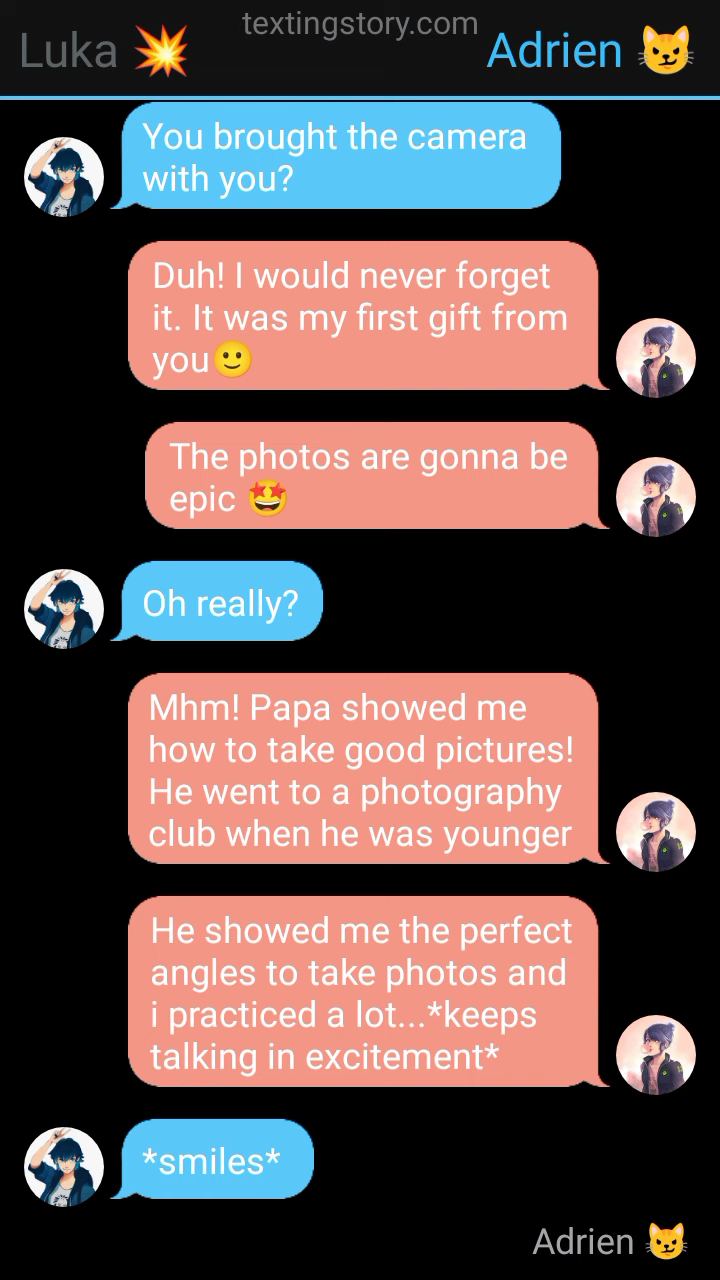 textingstory.com
Luka 💥 Adrien 😼
You brought the camera
with you?
Duh! I would never forget
it. It was my first gift from
you🙂
The photos are gonna be
epic 🤩
Oh really?
Mhm! Papa showed me
how to take good pictures!
He went to a photography
club when he was younger
He showed me the perfect
angles to take photos and
i practiced a lot...*keeps
talking in excitement*
*smiles*
Adrien 😼